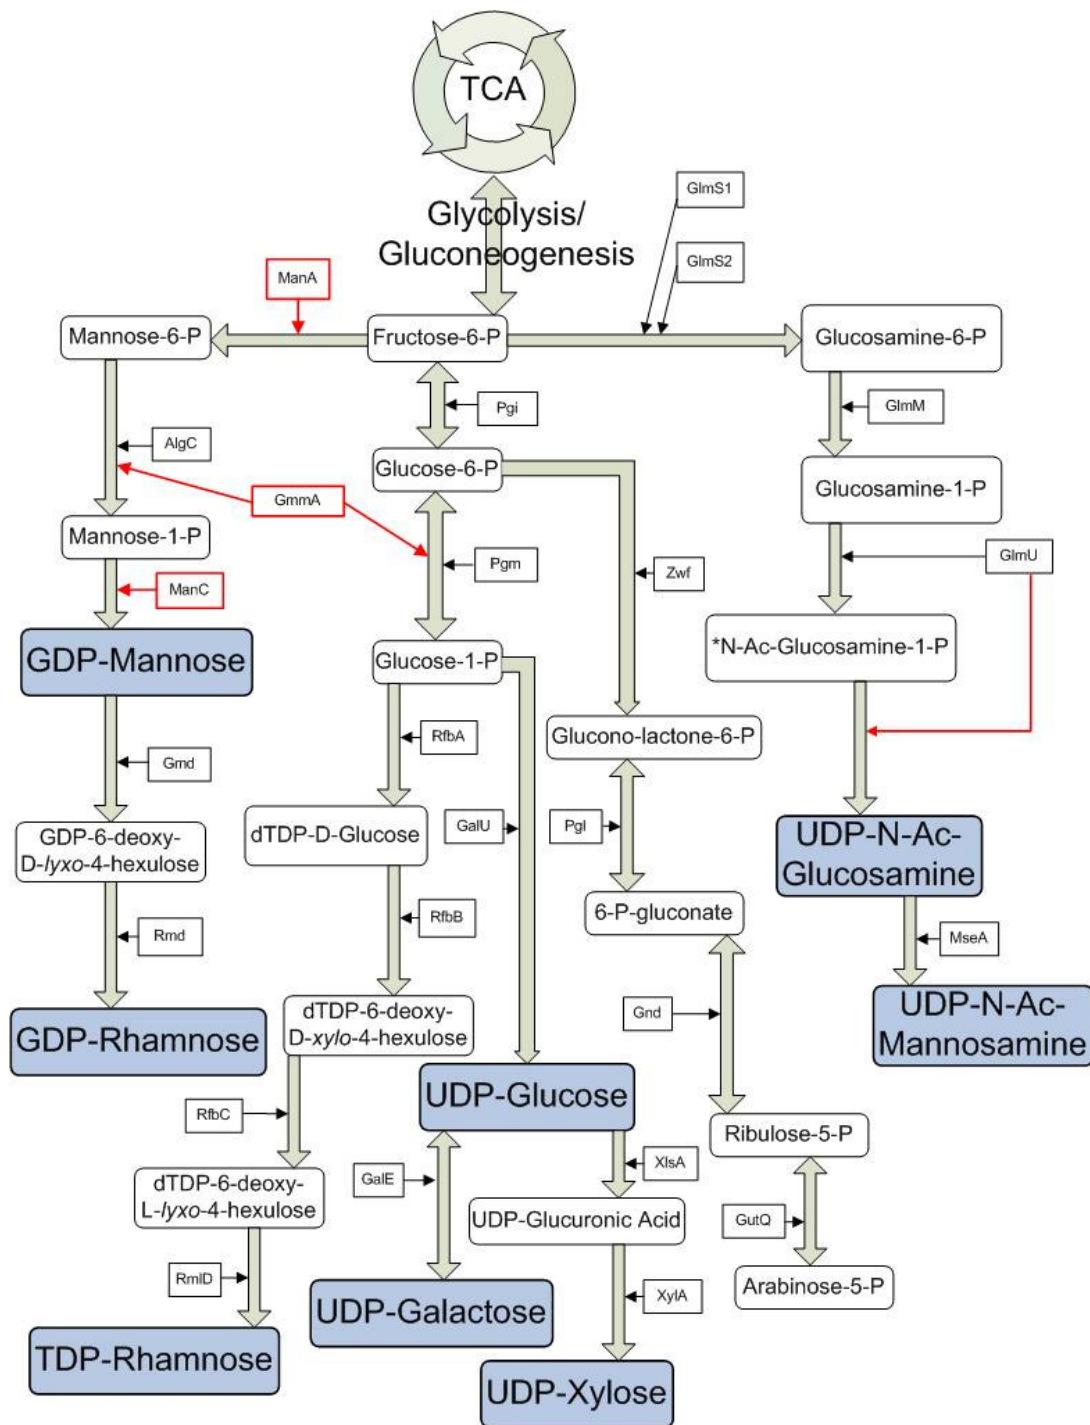 TCA
Glycolysis/
Gluconeogenesis
GlmS1
GlmS2
ManA
Mannose-6-P
Fructose-6-P
Glucosamine-6-P
Pgi
GlmM
AlgC
Glucose-6-P
Glucosamine-1-P
GmmA
Mannose-1-P
Pgm
Zwf
GlmU
ManC
GDP-Mannose
Glucose-1-P
*N-Ac-Glucosamine-1-P
RfbA
Glucono-lactone-6-P
Gmd
GDP-6-deoxy-
D-lyxo-4-hexulose
dTDP-D-Glucose
GalU
Pgl
UDP-N-Ac-
Glucosamine
RfbB
6-P-gluconate
Rmd
MseA
GDP-Rhamnose
dTDP-6-deoxy-
D-xylo-4-hexulose
Gnd
UDP-N-Ac-
Mannosamine
UDP-Glucose
RfbC
Ribulose-5-P
GalE
XlsA
dTDP-6-deoxy-
L-lyxo-4-hexulose
UDP-Glucuronic Acid
GutQ
RmlD
Arabinose-5-P
UDP-Galactose
XylA
TDP-Rhamnose
UDP-Xylose